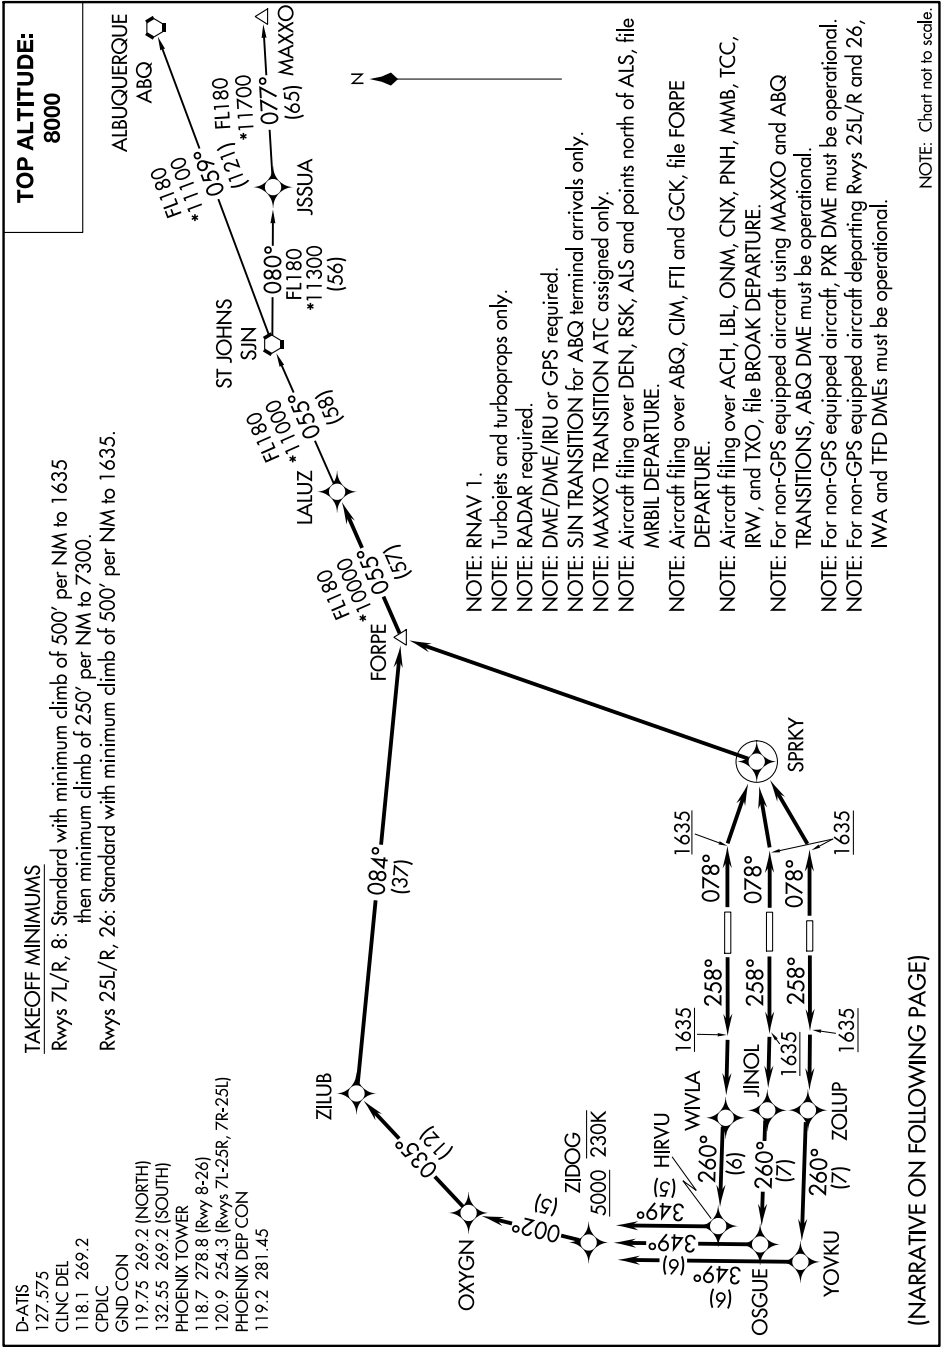 TOP ALTITUDE:
8000
TAKEOFF MINIMUMS
Rwys 7L/R, 8: Standard with minimum climb of 500' per NM to 1635
then minimum climb of 250' per NM to 7300.
Rwys 25L/R, 26: Standard with minimum climb of 500' per NM to 1635.
D-ATIS
127.575
CLNC DEL
118.1 269.2
CPDLC
GND CON
119.75 269.2 (NORTH)
132.55 269.2 (SOUTH)
PHOENIX TOWER
118.7 278.8 (Rwy 8-26)
120.9 254.3 (Rwys 7L-25R, 7R-25L)
PHOENIX DEP CON
119.2 281.45
ALBUQUERQUE
ABQ
FL180
*11100
059°
(121)
MAXXO
FL180
*11700
077°
(65)
JSSUA
080°
FL180
*11300
(56)
ST JOHNS
SJN
FL180
*11000
055°
(58)
LALUZ
FL180
*10000
055°
(57)
FORPE
N
084°
(37)
ZILUB
035°
(12)
OXYGN
002°
(5)
ZIDOG
5000 230K
349°
(5)
349°
(6)
349°
(6)
HIRVU
OSGUE
YOVKU
260°
(6)
260°
(7)
260°
(7)
WIVLA
JINOL
ZOLUP
1635
1635
1635
258°
258°
258°
078°
078°
078°
1635
1635
SPRKY
NOTE: RNAV 1.
NOTE: Turbojets and turboprops only.
NOTE: RADAR required.
NOTE: DME/DME/IRU or GPS required.
NOTE: SJN TRANSITION for ABQ terminal arrivals only.
NOTE: MAXXO TRANSITION ATC assigned only.
NOTE: Aircraft filing over DEN, RSK, ALS and points north of ALS, file
MRBIL DEPARTURE.
NOTE: Aircraft filing over ABQ, CIM, FTI and GCK, file FORPE
DEPARTURE.
NOTE: Aircraft filing over ACH, LBL, ONM, CNX, PNH, MMB, TCC,
IRW, and TXO, file BROAK DEPARTURE.
NOTE: For non-GPS equipped aircraft using MAXXO and ABQ
TRANSITIONS, ABQ DME must be operational.
NOTE: For non-GPS equipped aircraft, PXR DME must be operational.
NOTE: For non-GPS equipped aircraft departing Rwys 25L/R and 26,
IWA and TFD DMEs must be operational.
NOTE: Chart not to scale.
(NARRATIVE ON FOLLOWING PAGE)